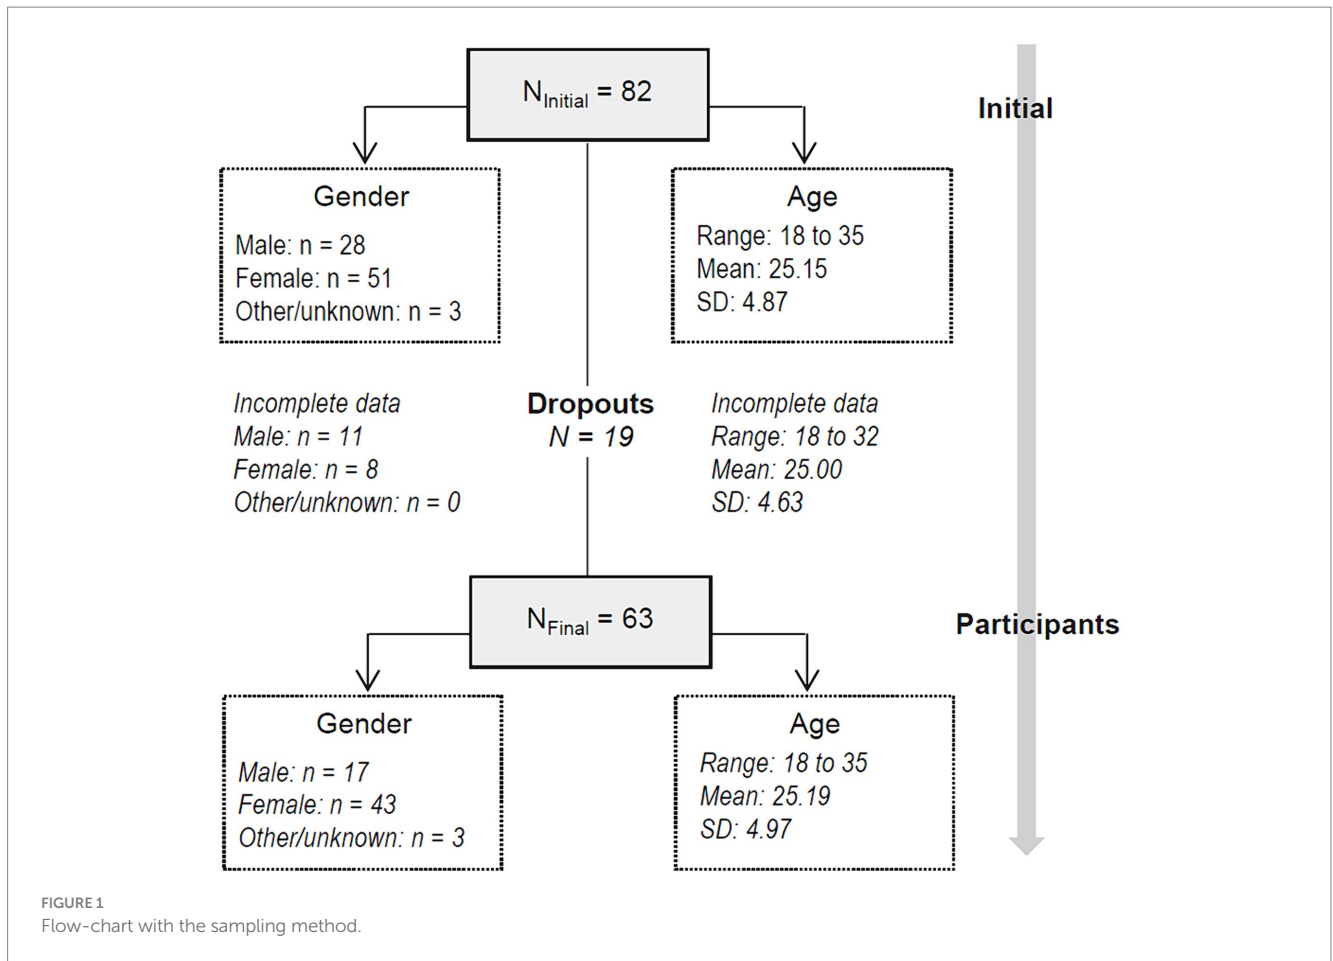 N_Initial = 82
Initial
Gender
Male: n = 28
Female: n = 51
Other/unknown: n = 3
Age
Range: 18 to 35
Mean: 25.15
SD: 4.87
Incomplete data
Male: n = 11
Female: n = 8
Other/unknown: n = 0
Dropouts
N = 19
Incomplete data
Range: 18 to 32
Mean: 25.00
SD: 4.63
N_Final = 63
Participants
Gender
Male: n = 17
Female: n = 43
Other/unknown: n = 3
Age
Range: 18 to 35
Mean: 25.19
SD: 4.97
FIGURE 1
Flow-chart with the sampling method.